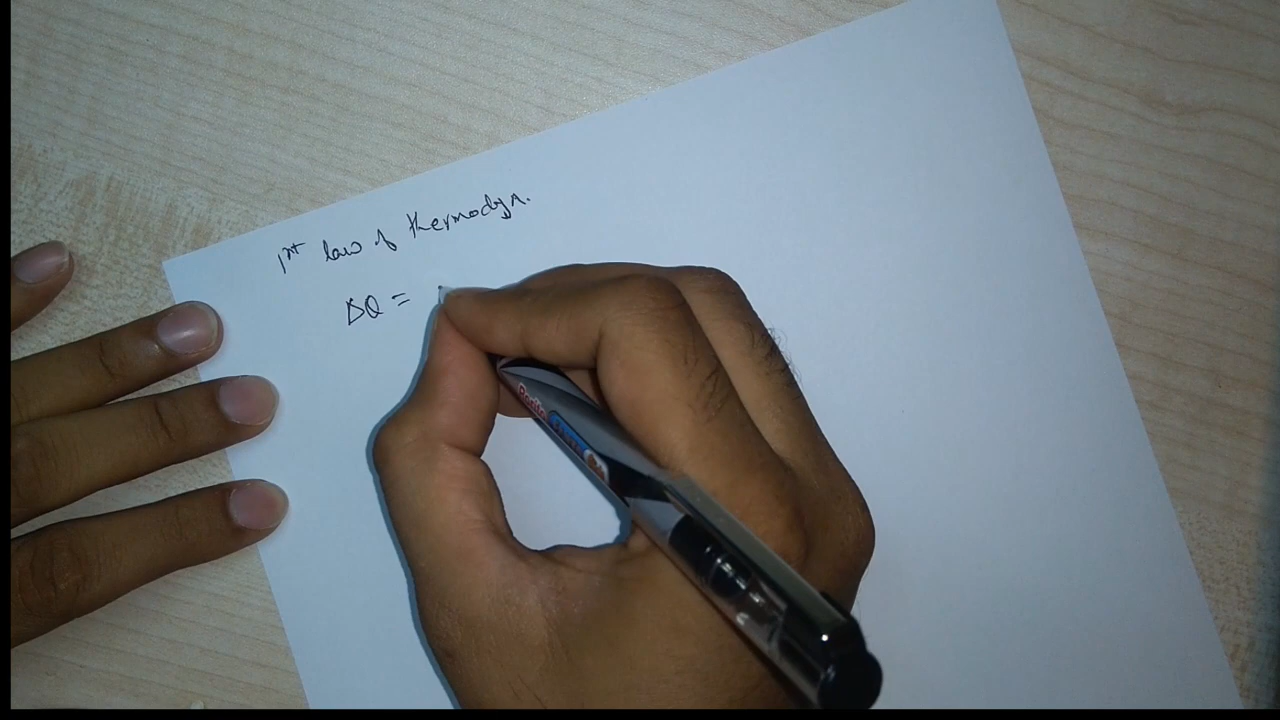 1st law of thermodyn.
ΔQ =